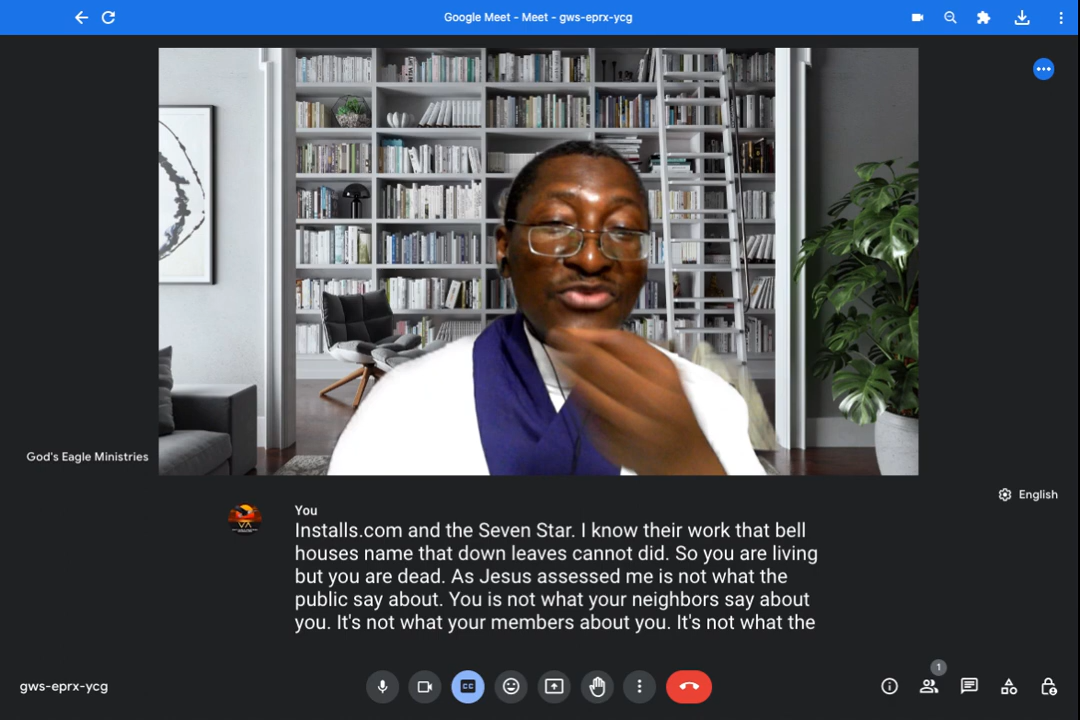 Google Meet - Meet - gws-eprx-ycg
God's Eagle Ministries
English
You
Installs.com and the Seven Star. I know their work that bell
houses name that down leaves cannot did. So you are living
but you are dead. As Jesus assessed me is not what the
public say about. You is not what your neighbors say about
you. It's not what your members about you. It's not what the
gws-eprx-ycg
CC
1